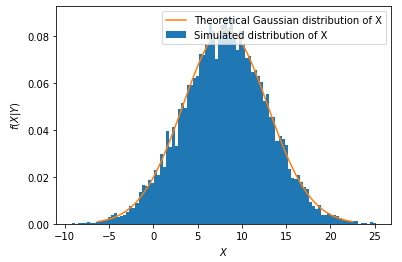 Theoretical Gaussian distribution of X
Simulated distribution of X
0.08
0.06
0.04
0.02
0.00
f(X|Y)
−10 −5 0 5 10 15 20 25
X